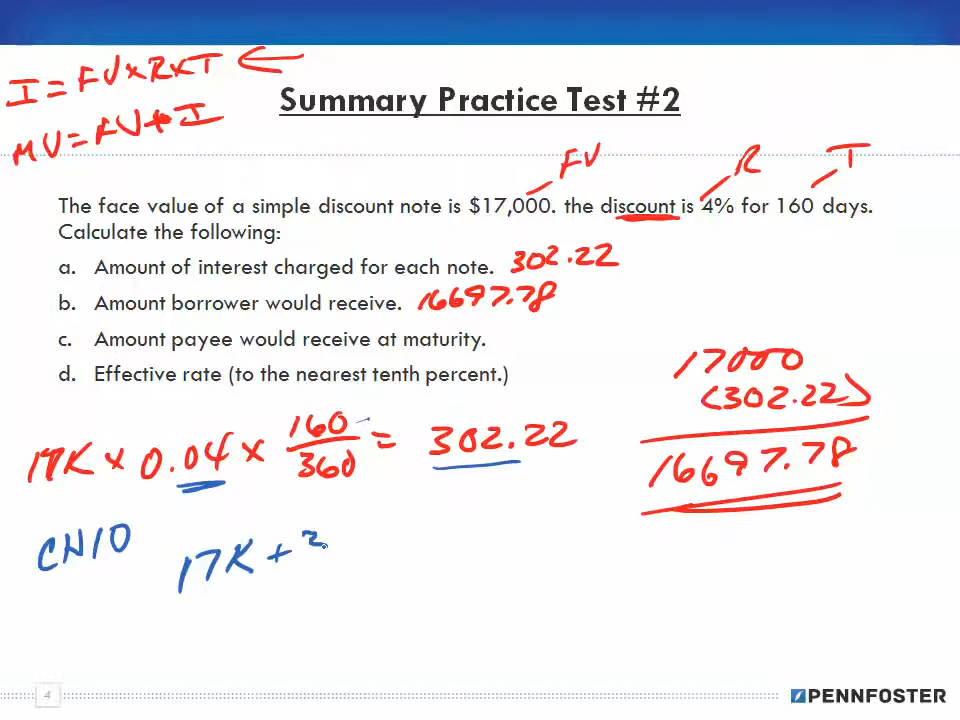 I = FV x R x T ←
MV = FV + I
Summary Practice Test #2
FV R T
The face value of a simple discount note is $17,000. the discount is 4% for 160 days.
Calculate the following:
a. Amount of interest charged for each note. 302.22
b. Amount borrower would receive. 16697.78
c. Amount payee would receive at maturity.
d. Effective rate (to the nearest tenth percent.)
17000
(302.22)
16697.78
17K x 0.04 x 160/360 = 302.22
CH10 17K + 3
4
PENNFOSTER